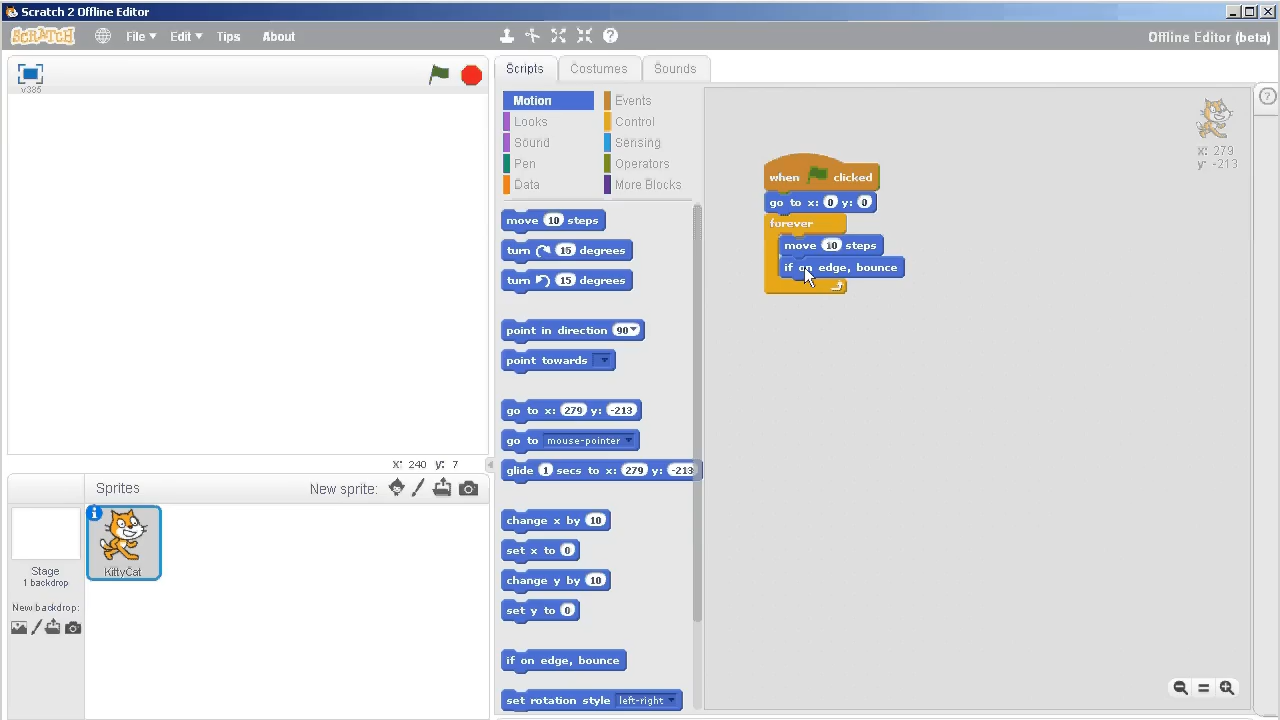 Scratch 2 Offline Editor
SCRATCH
File
Edit
Tips
About
Offline Editor (beta)
v385
Scripts
Costumes
Sounds
Motion
Events
Looks
Control
Sound
Sensing
Pen
Operators
Data
More Blocks
x: 279
y: -213
when clicked
go to x: 0 y: 0
forever
move 10 steps
if on edge, bounce
move 10 steps
turn 15 degrees
turn 15 degrees
point in direction 90
point towards
go to x: 279 y: -213
go to mouse-pointer
glide 1 secs to x: 279 y: -213
change x by 10
set x to 0
change y by 10
set y to 0
if on edge, bounce
set rotation style left-right
x: 240 y: 7
Sprites
New sprite:
KittyCat
Stage
1 backdrop
New backdrop: